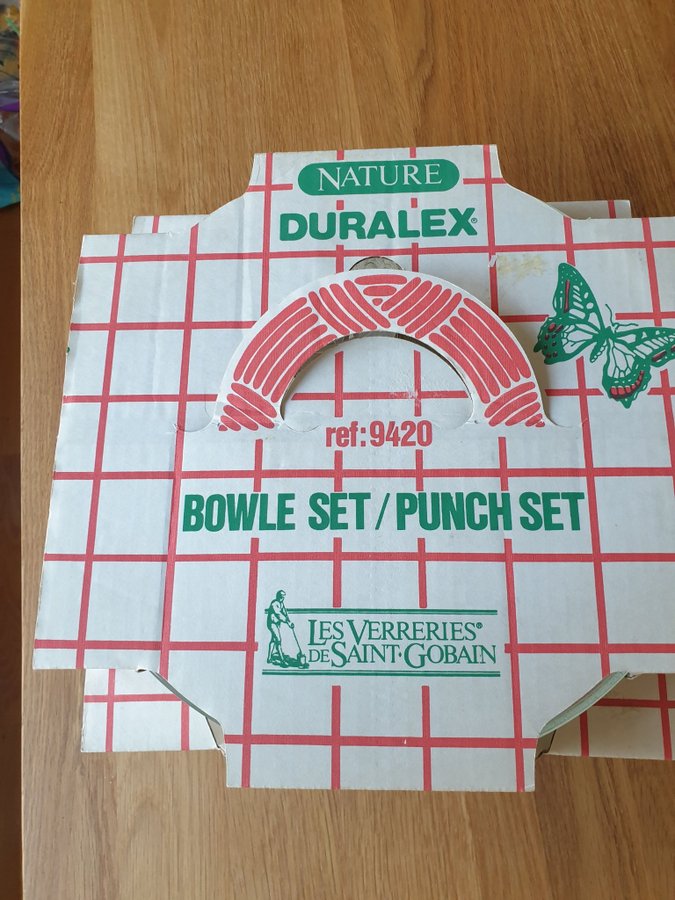 NATURE
DURALEX®
ref:9420
BOWLE SET/PUNCH SET
LES VERRERIES®
DE SAINT·GOBAIN